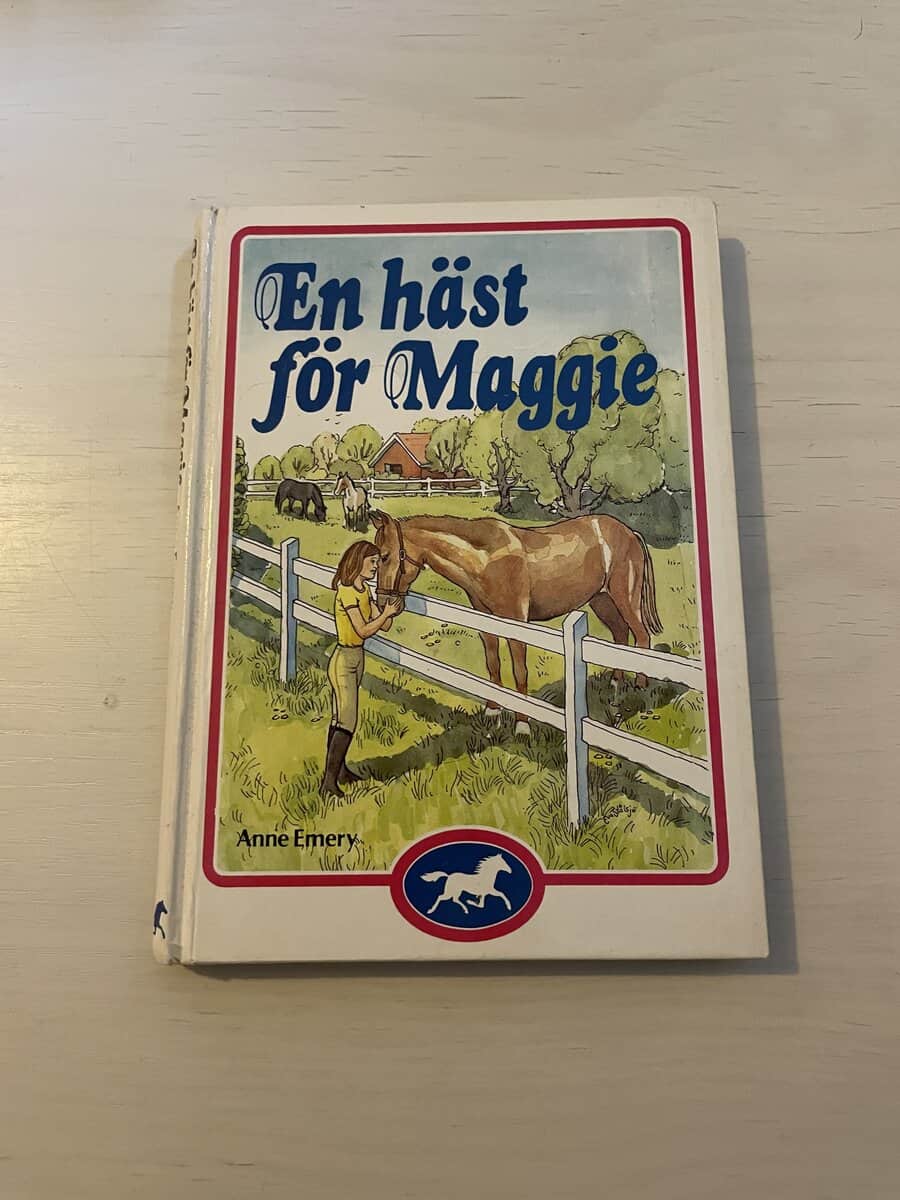 En häst
för Maggie
Anne Emery